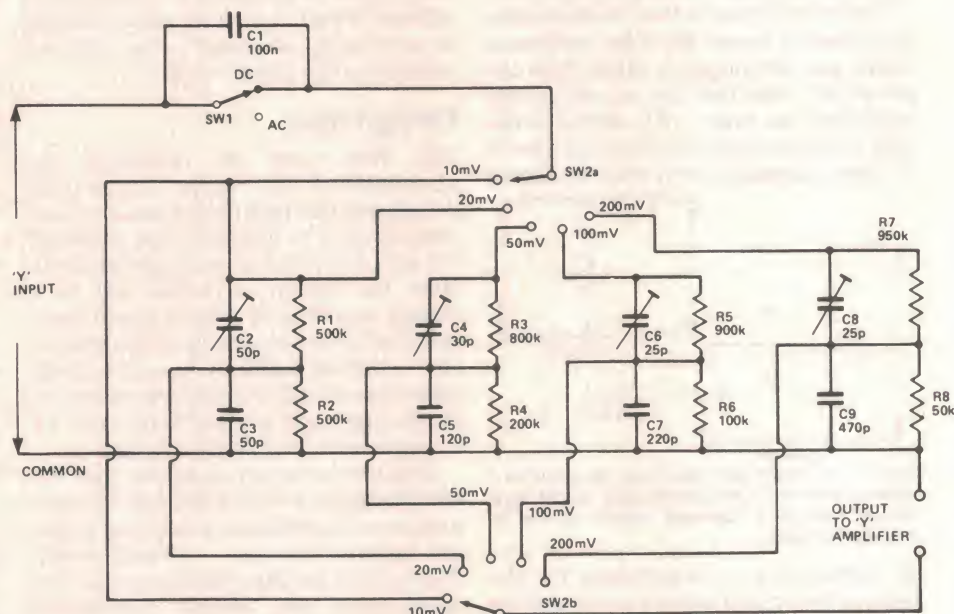 C1
100n
DC
SW1
AC
10mV
SW2a
20mV
200mV
50mV
100mV
R7
950k
'Y'
INPUT
C2
50p
R1
500k
C4
30p
R3
800k
C6
25p
R5
900k
C8
25p
C3
50p
R2
500k
C5
120p
R4
200k
C7
220p
R6
100k
C9
470p
R8
50k
COMMON
50mV
100mV
200mV
OUTPUT
TO 'Y'
AMPLIFIER
20mV
10mV
SW2b